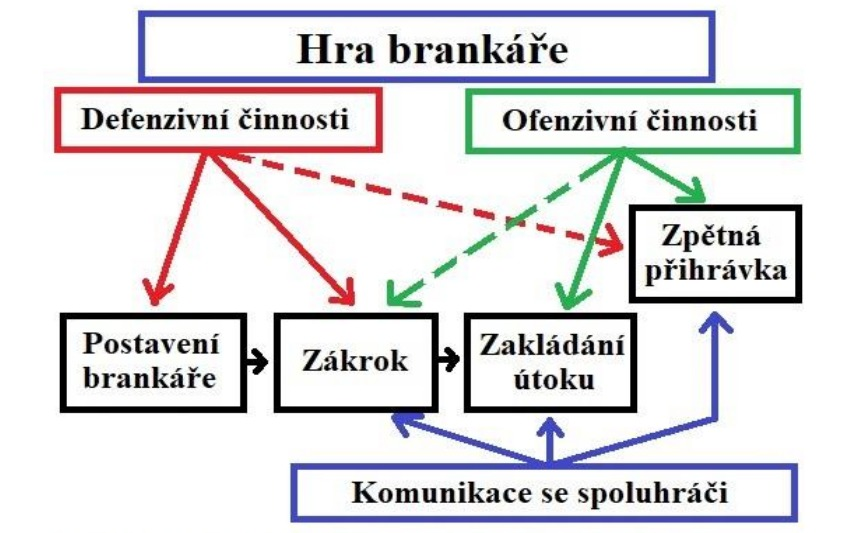 Hra brankáře
Defenzivní činnosti
Ofenzivní činnosti
Zpětná
přihrávka
Postavení
brankáře
Zákrok
Zakládání
útoku
Komunikace se spoluhráči